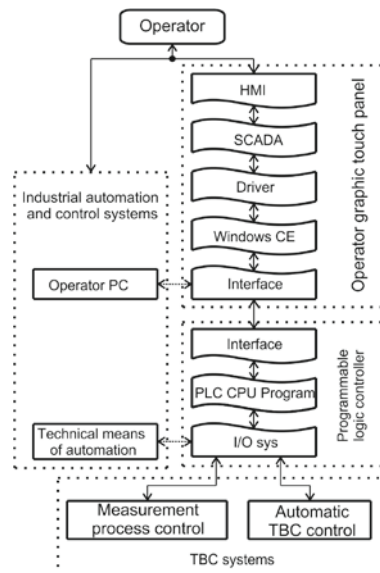 Operator
HMI
SCADA
Driver
Windows CE
Interface
Operator graphic touch panel
Industrial automation
and control systems
Operator PC
Interface
PLC CPU Program
I/O sys
Programmable
logic controller
Technical means
of automation
Measurement
process control
Automatic
TBC control
TBC systems